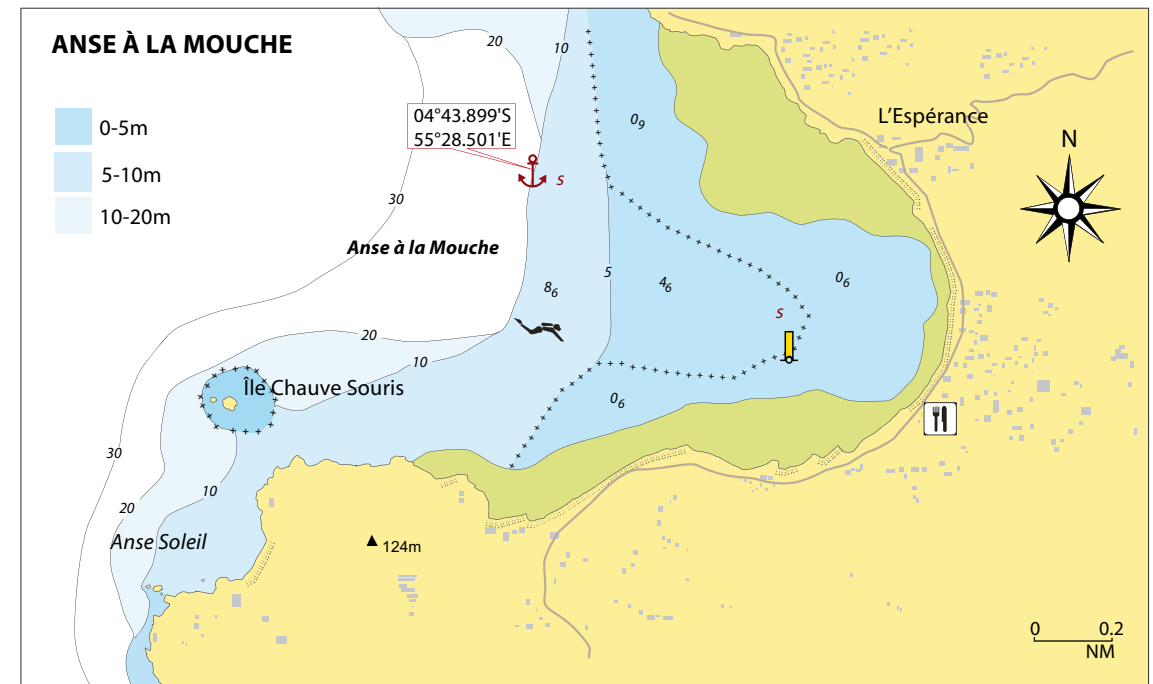 ANSE À LA MOUCHE
0-5m
5-10m
10-20m
20
10
0₉
04°43.899'S
55°28.501'E
L'Espérance
N
s
30
Anse à la Mouche
8₆
5
4₆
0₆
s
20
10
Île Chauve Souris
0₆
30
10
20
Anse Soleil
124m
0 0.2
NM